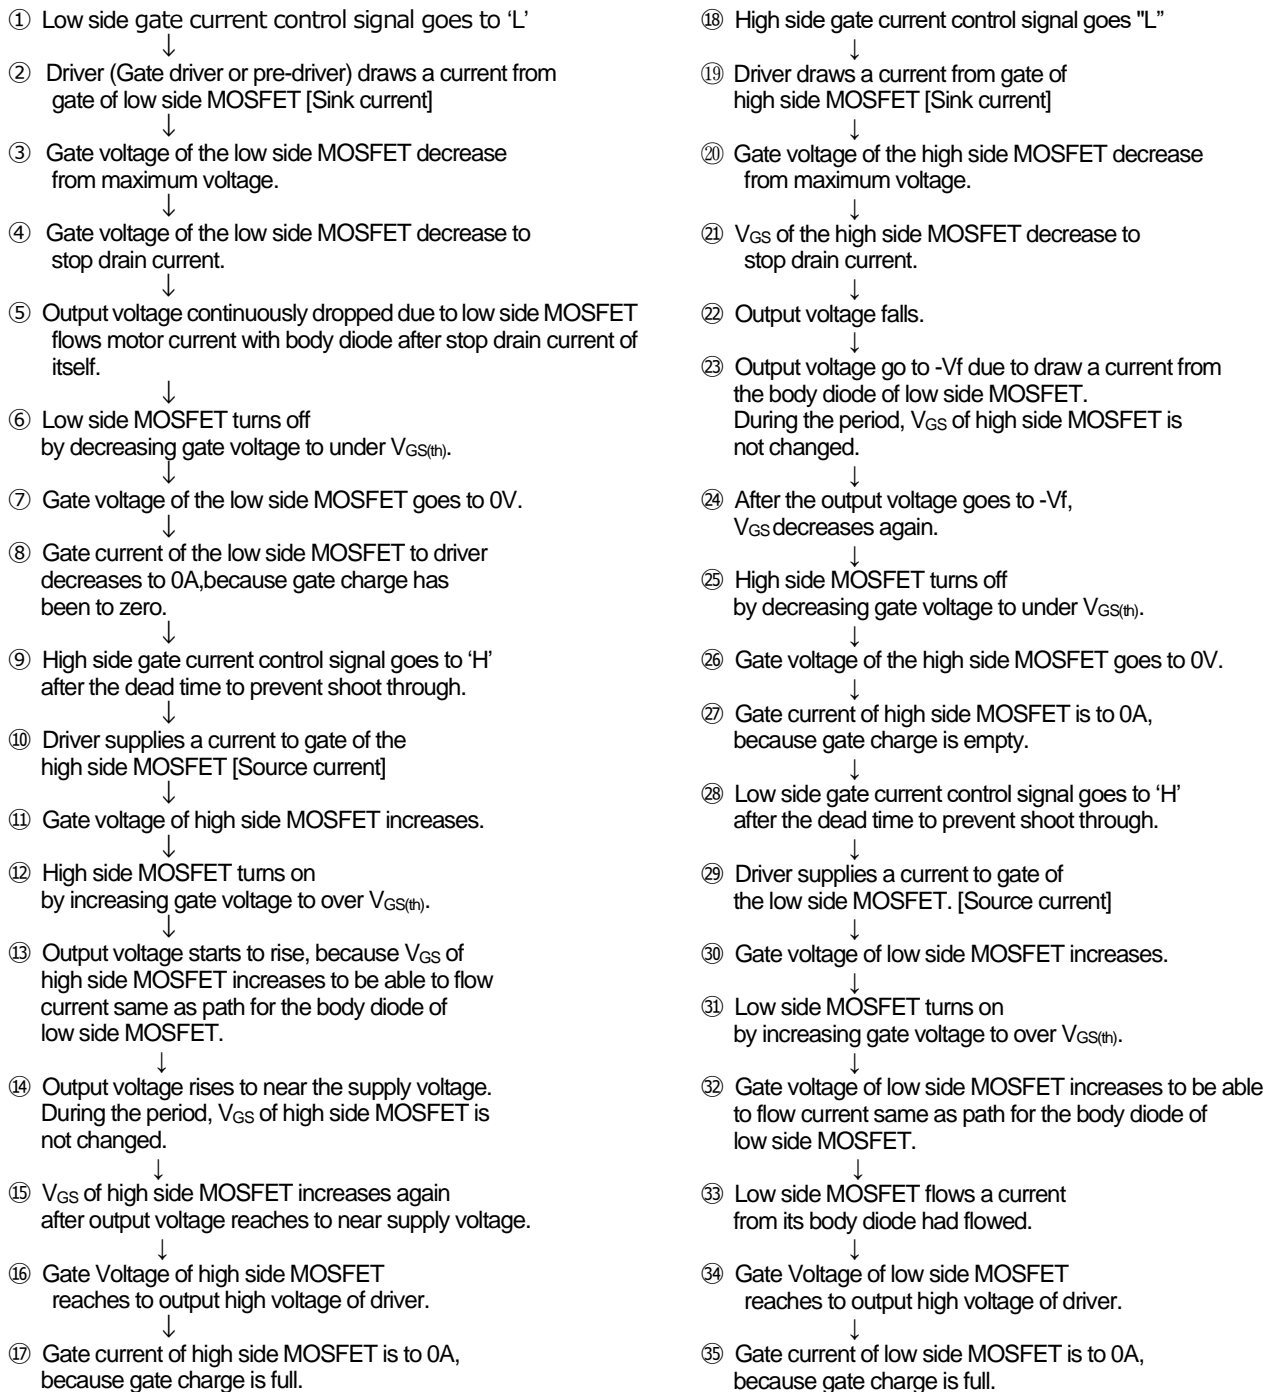 ① Low side gate current control signal goes to ‘L’
↓
② Driver (Gate driver or pre-driver) draws a current from
gate of low side MOSFET [Sink current]
↓
③ Gate voltage of the low side MOSFET decrease
from maximum voltage.
↓
④ Gate voltage of the low side MOSFET decrease to
stop drain current.
↓
⑤ Output voltage continuously dropped due to low side MOSFET
flows motor current with body diode after stop drain current of
itself.
↓
⑥ Low side MOSFET turns off
by decreasing gate voltage to under VGS(th).
↓
⑦ Gate voltage of the low side MOSFET goes to 0V.
↓
⑧ Gate current of the low side MOSFET to driver
decreases to 0A,because gate charge has
been to zero.
↓
⑨ High side gate current control signal goes to ‘H’
after the dead time to prevent shoot through.
↓
⑩ Driver supplies a current to gate of the
high side MOSFET [Source current]
↓
⑪ Gate voltage of high side MOSFET increases.
↓
⑫ High side MOSFET turns on
by increasing gate voltage to over VGS(th).
↓
⑬ Output voltage starts to rise, because VGS of
high side MOSFET increases to be able to flow
current same as path for the body diode of
low side MOSFET.
↓
⑭ Output voltage rises to near the supply voltage.
During the period, VGS of high side MOSFET is
not changed.
↓
⑮ VGS of high side MOSFET increases again
after output voltage reaches to near supply voltage.
↓
⑯ Gate Voltage of high side MOSFET
reaches to output high voltage of driver.
↓
⑰ Gate current of high side MOSFET is to 0A,
because gate charge is full.
⑱ High side gate current control signal goes "L”
↓
⑲ Driver draws a current from gate of
high side MOSFET [Sink current]
↓
⑳ Gate voltage of the high side MOSFET decrease
from maximum voltage.
↓
㉑ VGS of the high side MOSFET decrease to
stop drain current.
↓
㉒ Output voltage falls.
↓
㉓ Output voltage go to -Vf due to draw a current from
the body diode of low side MOSFET.
During the period, VGS of high side MOSFET is
not changed.
↓
㉔ After the output voltage goes to -Vf,
VGS decreases again.
↓
㉕ High side MOSFET turns off
by decreasing gate voltage to under VGS(th).
↓
㉖ Gate voltage of the high side MOSFET goes to 0V.
↓
㉗ Gate current of high side MOSFET is to 0A,
because gate charge is empty.
↓
㉘ Low side gate current control signal goes to ‘H’
after the dead time to prevent shoot through.
↓
㉙ Driver supplies a current to gate of
the low side MOSFET. [Source current]
↓
㉚ Gate voltage of low side MOSFET increases.
↓
㉛ Low side MOSFET turns on
by increasing gate voltage to over VGS(th).
↓
㉜ Gate voltage of low side MOSFET increases to be able
to flow current same as path for the body diode of
low side MOSFET.
↓
㉝ Low side MOSFET flows a current
from its body diode had flowed.
↓
㉞ Gate Voltage of low side MOSFET
reaches to output high voltage of driver.
↓
㉟ Gate current of low side MOSFET is to 0A,
because gate charge is full.